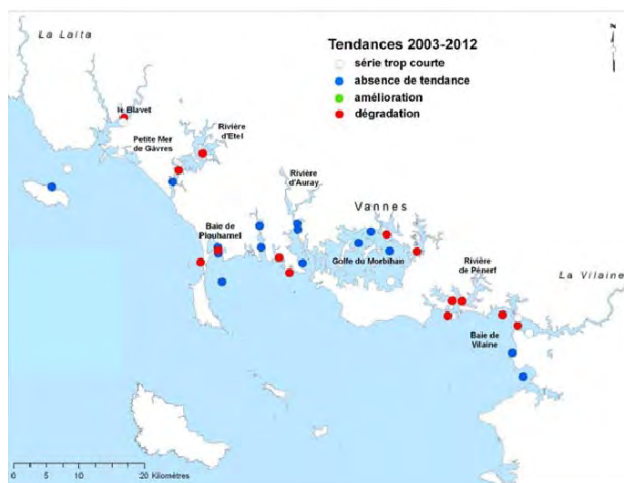 La Laïta
Tendances 2003-2012
N
série trop courte
absence de tendance
amélioration
dégradation
le Blavet
Petite Mer
de Gâvres
Rivière
d'Etel
Rivière
d'Auray
Vannes
Baie de
Plouharnel
Golfe du Morbihan
Rivière
de Pénerf
La Vilaine
Baie de
Vilaine
0 5 10 20 Kilomètres